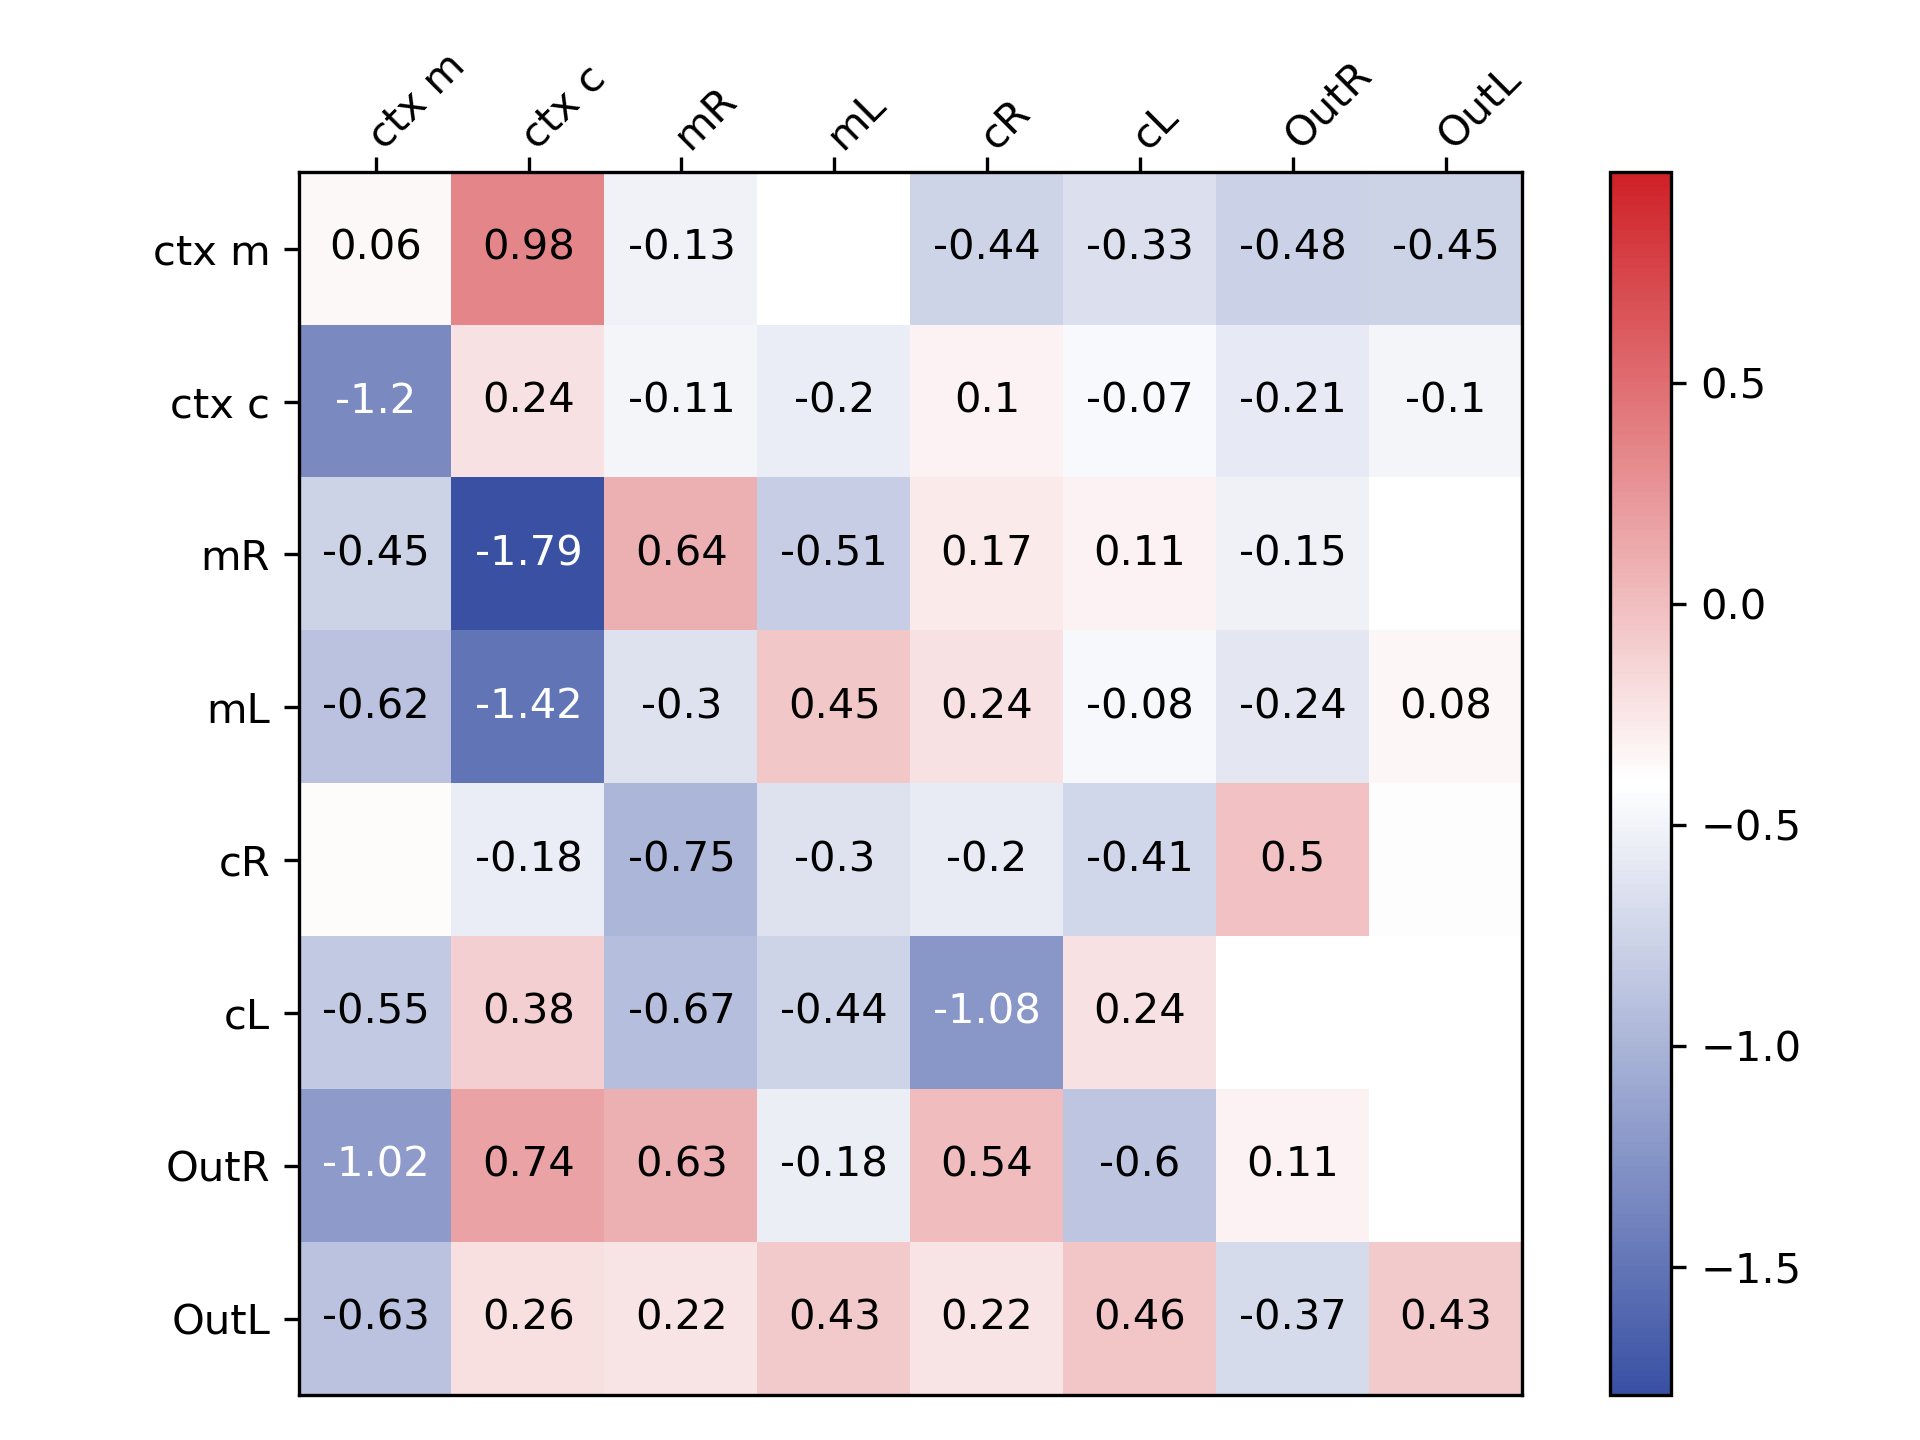 ctx m ctx c mR mL cR cL OutR OutL
ctx m 0.06 0.98 -0.13 -0.44 -0.33 -0.48 -0.45
ctx c -1.2 0.24 -0.11 -0.2 0.1 -0.07 -0.21 -0.1
mR -0.45 -1.79 0.64 -0.51 0.17 0.11 -0.15
mL -0.62 -1.42 -0.3 0.45 0.24 -0.08 -0.24 0.08
cR -0.18 -0.75 -0.3 -0.2 -0.41 0.5
cL -0.55 0.38 -0.67 -0.44 -1.08 0.24
OutR -1.02 0.74 0.63 -0.18 0.54 -0.6 0.11
OutL -0.63 0.26 0.22 0.43 0.22 0.46 -0.37 0.43
0.5
0.0
−0.5
−1.0
−1.5